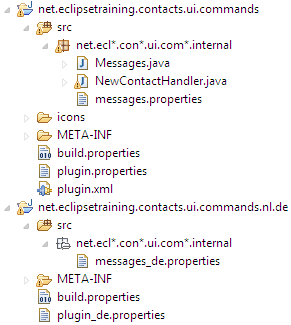 net.eclipsetraining.contacts.ui.commands
src
net.ecl*.con*.ui.com*.internal
Messages.java
NewContactHandler.java
messages.properties
icons
META-INF
build.properties
plugin.properties
plugin.xml
net.eclipsetraining.contacts.ui.commands.nl.de
src
net.ecl*.con*.ui.com*.internal
messages_de.properties
META-INF
build.properties
plugin_de.properties